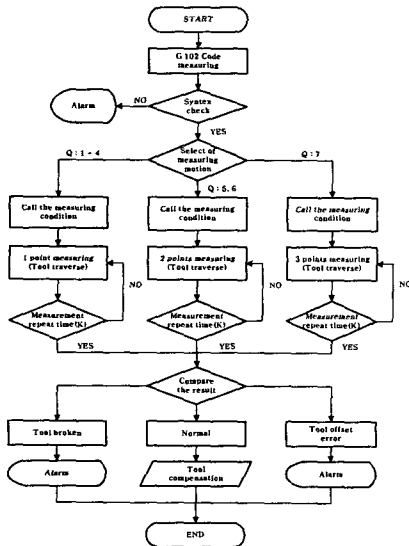 START
G 102 Code
measuring
NO
Alarm
Syntex
check
YES
Select of
measuring
motion
Q : 1 - 4
Q : 5, 6
Q : 7
Call the measuring
condition
Call the measuring
condition
Call the measuring
condition
1 point measuring
(Tool traverse)
2 points measuring
(Tool traverse)
3 points measuring
(Tool traverse)
NO
NO
NO
Measurement
repeat time(K)
Measurement
repeat time(K)
Measurement
repeat time(K)
YES
YES
YES
Compare
the result
Tool broken
Normal
Tool offset
error
Alarm
Tool
compensation
Alarm
END